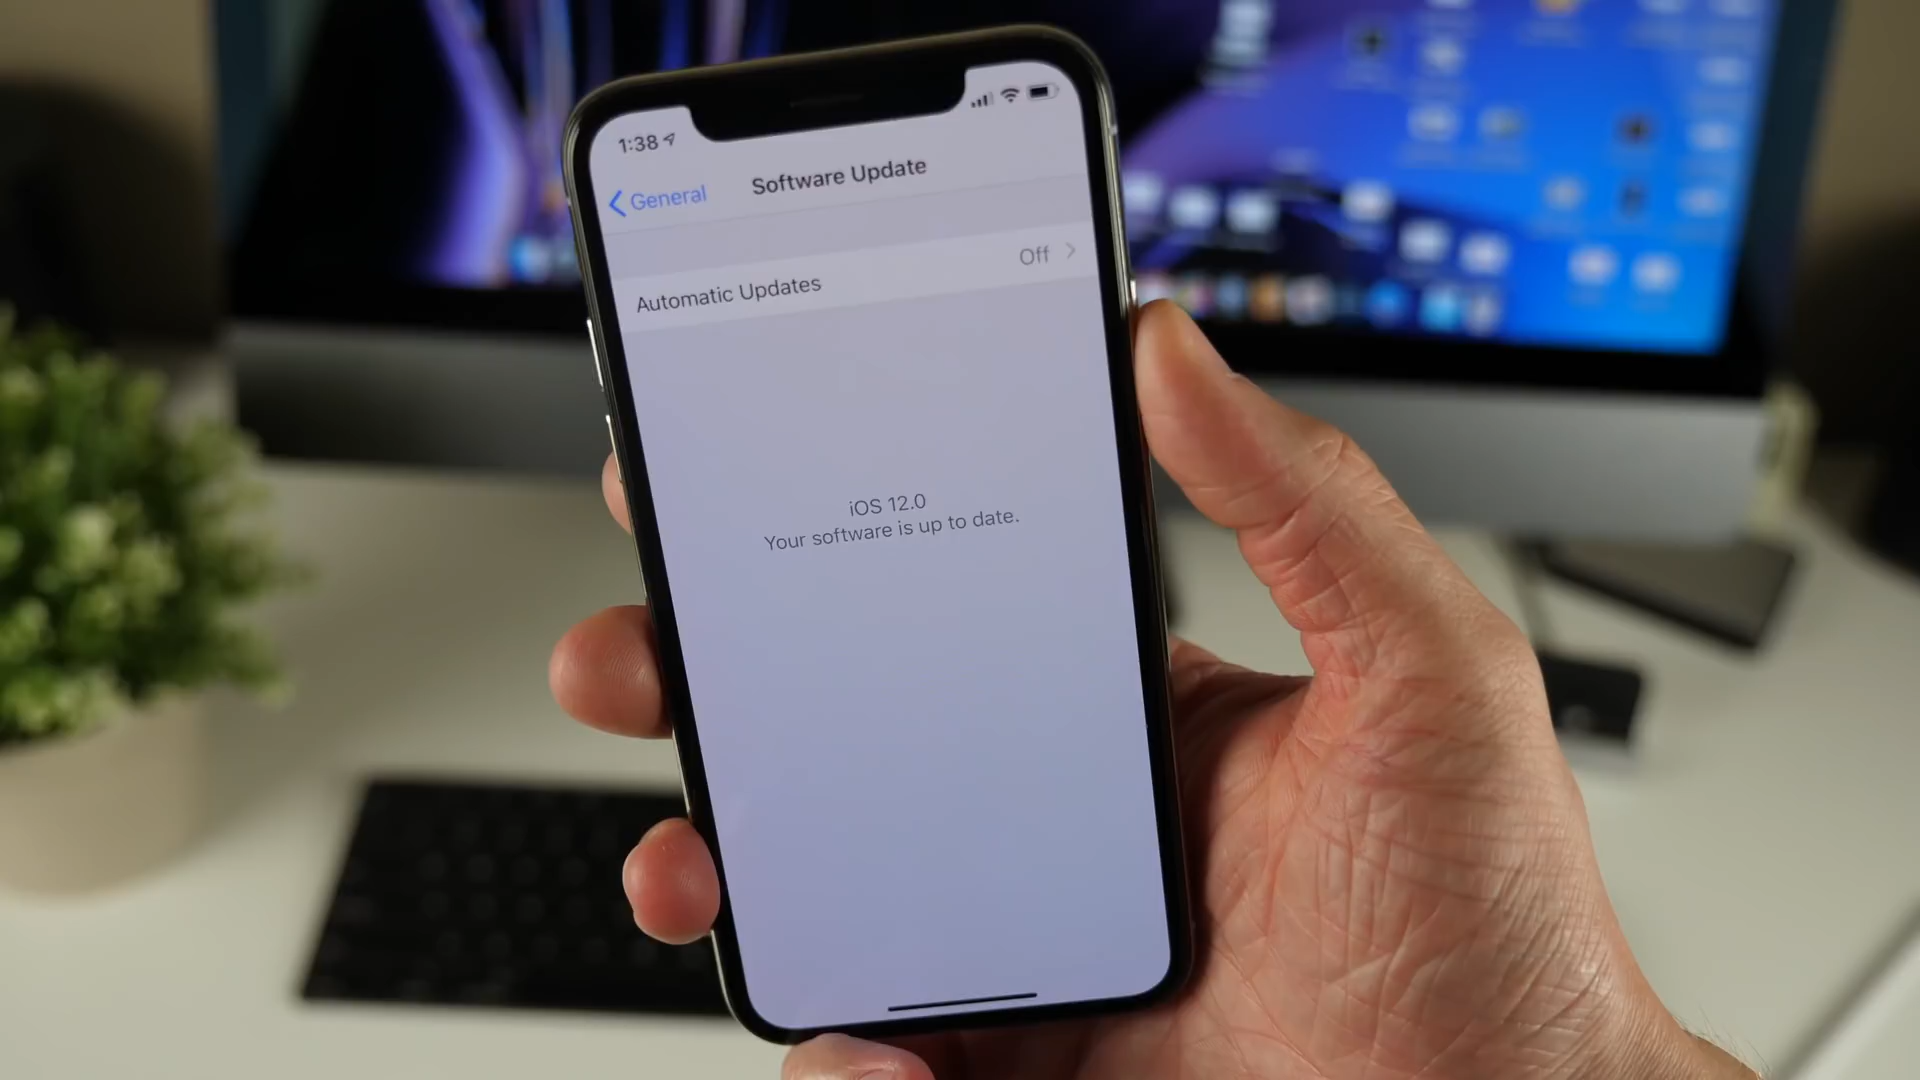 1:38
General
Software Update
Automatic Updates
Off
iOS 12.0
Your software is up to date.